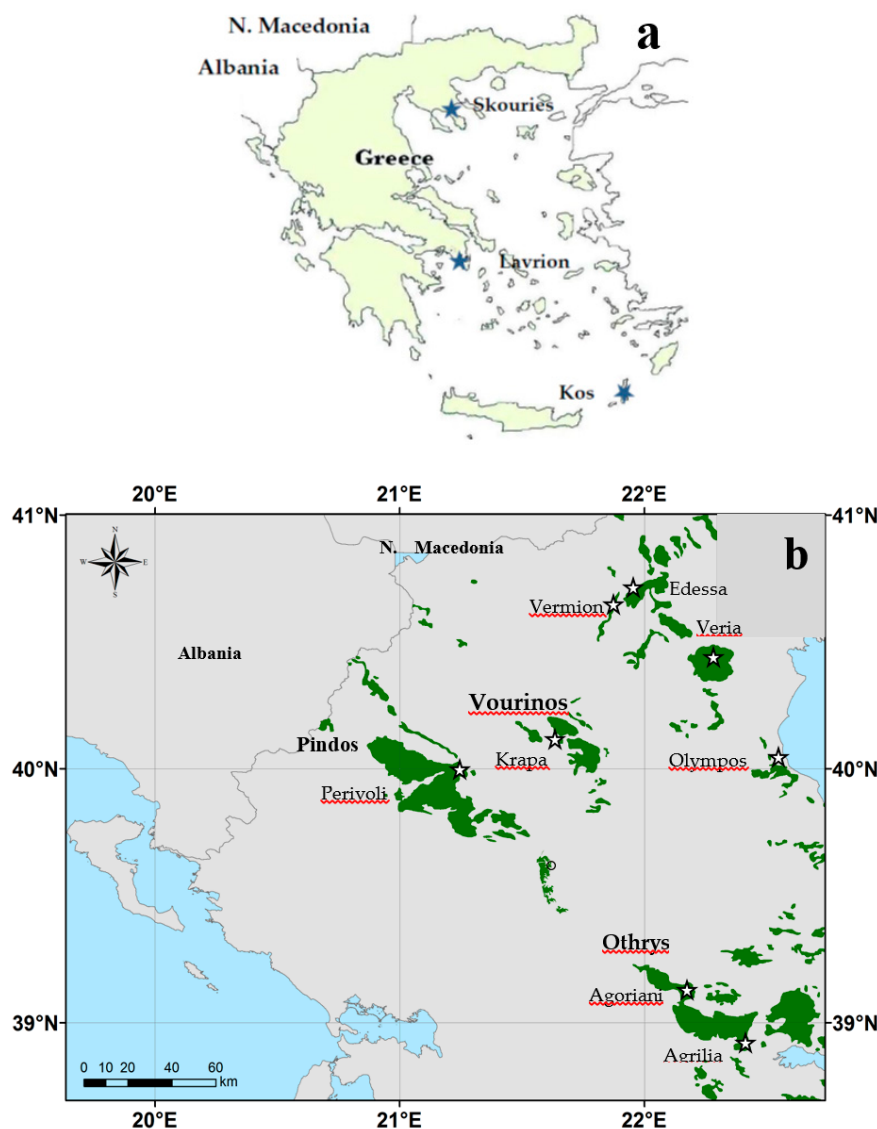 N. Macedonia
a
Albania
Skouries
Greece
Lavrion
Kos
20°E 21°E 22°E
41°N 41°N
N
W E
S
N. Macedonia
b
Edessa
Vermion
Veria
Albania
Vourinos
Pindos
Krapa
Olympos
40°N 40°N
Perivoli
Othrys
Agoriani
39°N 39°N
Agrilia
0 10 20 40 60
km
20°E 21°E 22°E